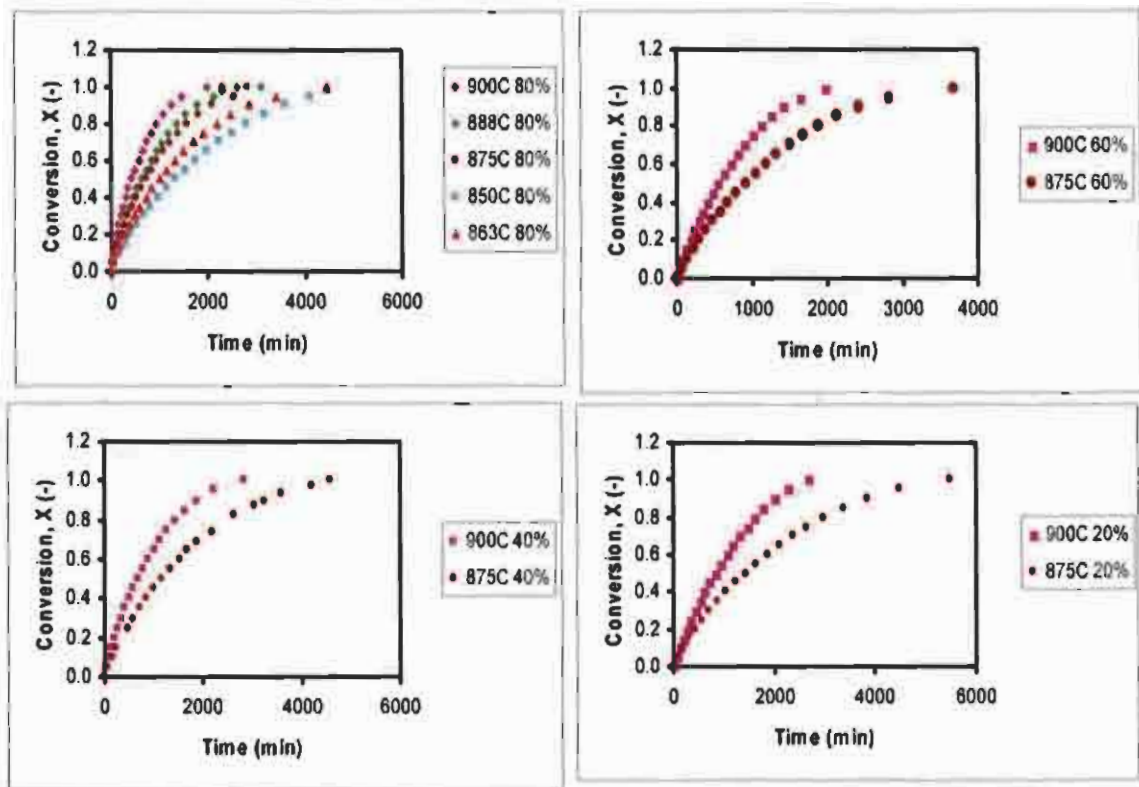 1.2
1.0
0.8
0.6
0.4
0.2
0.0
Conversion, X (-)
0 2000 4000 6000
Time (min)
900C 80%
888C 80%
875C 80%
850C 80%
863C 80%
1.2
1.0
0.8
0.6
0.4
0.2
0.0
Conversion, X (-)
0 1000 2000 3000 4000
Time (min)
900C 60%
875C 60%
1.2
1.0
0.8
0.6
0.4
0.2
0.0
Conversion, X (-)
0 2000 4000 6000
Time (min)
900C 40%
875C 40%
1.2
1.0
0.8
0.6
0.4
0.2
0.0
Conversion, X (-)
0 2000 4000 6000
Time (min)
900C 20%
875C 20%